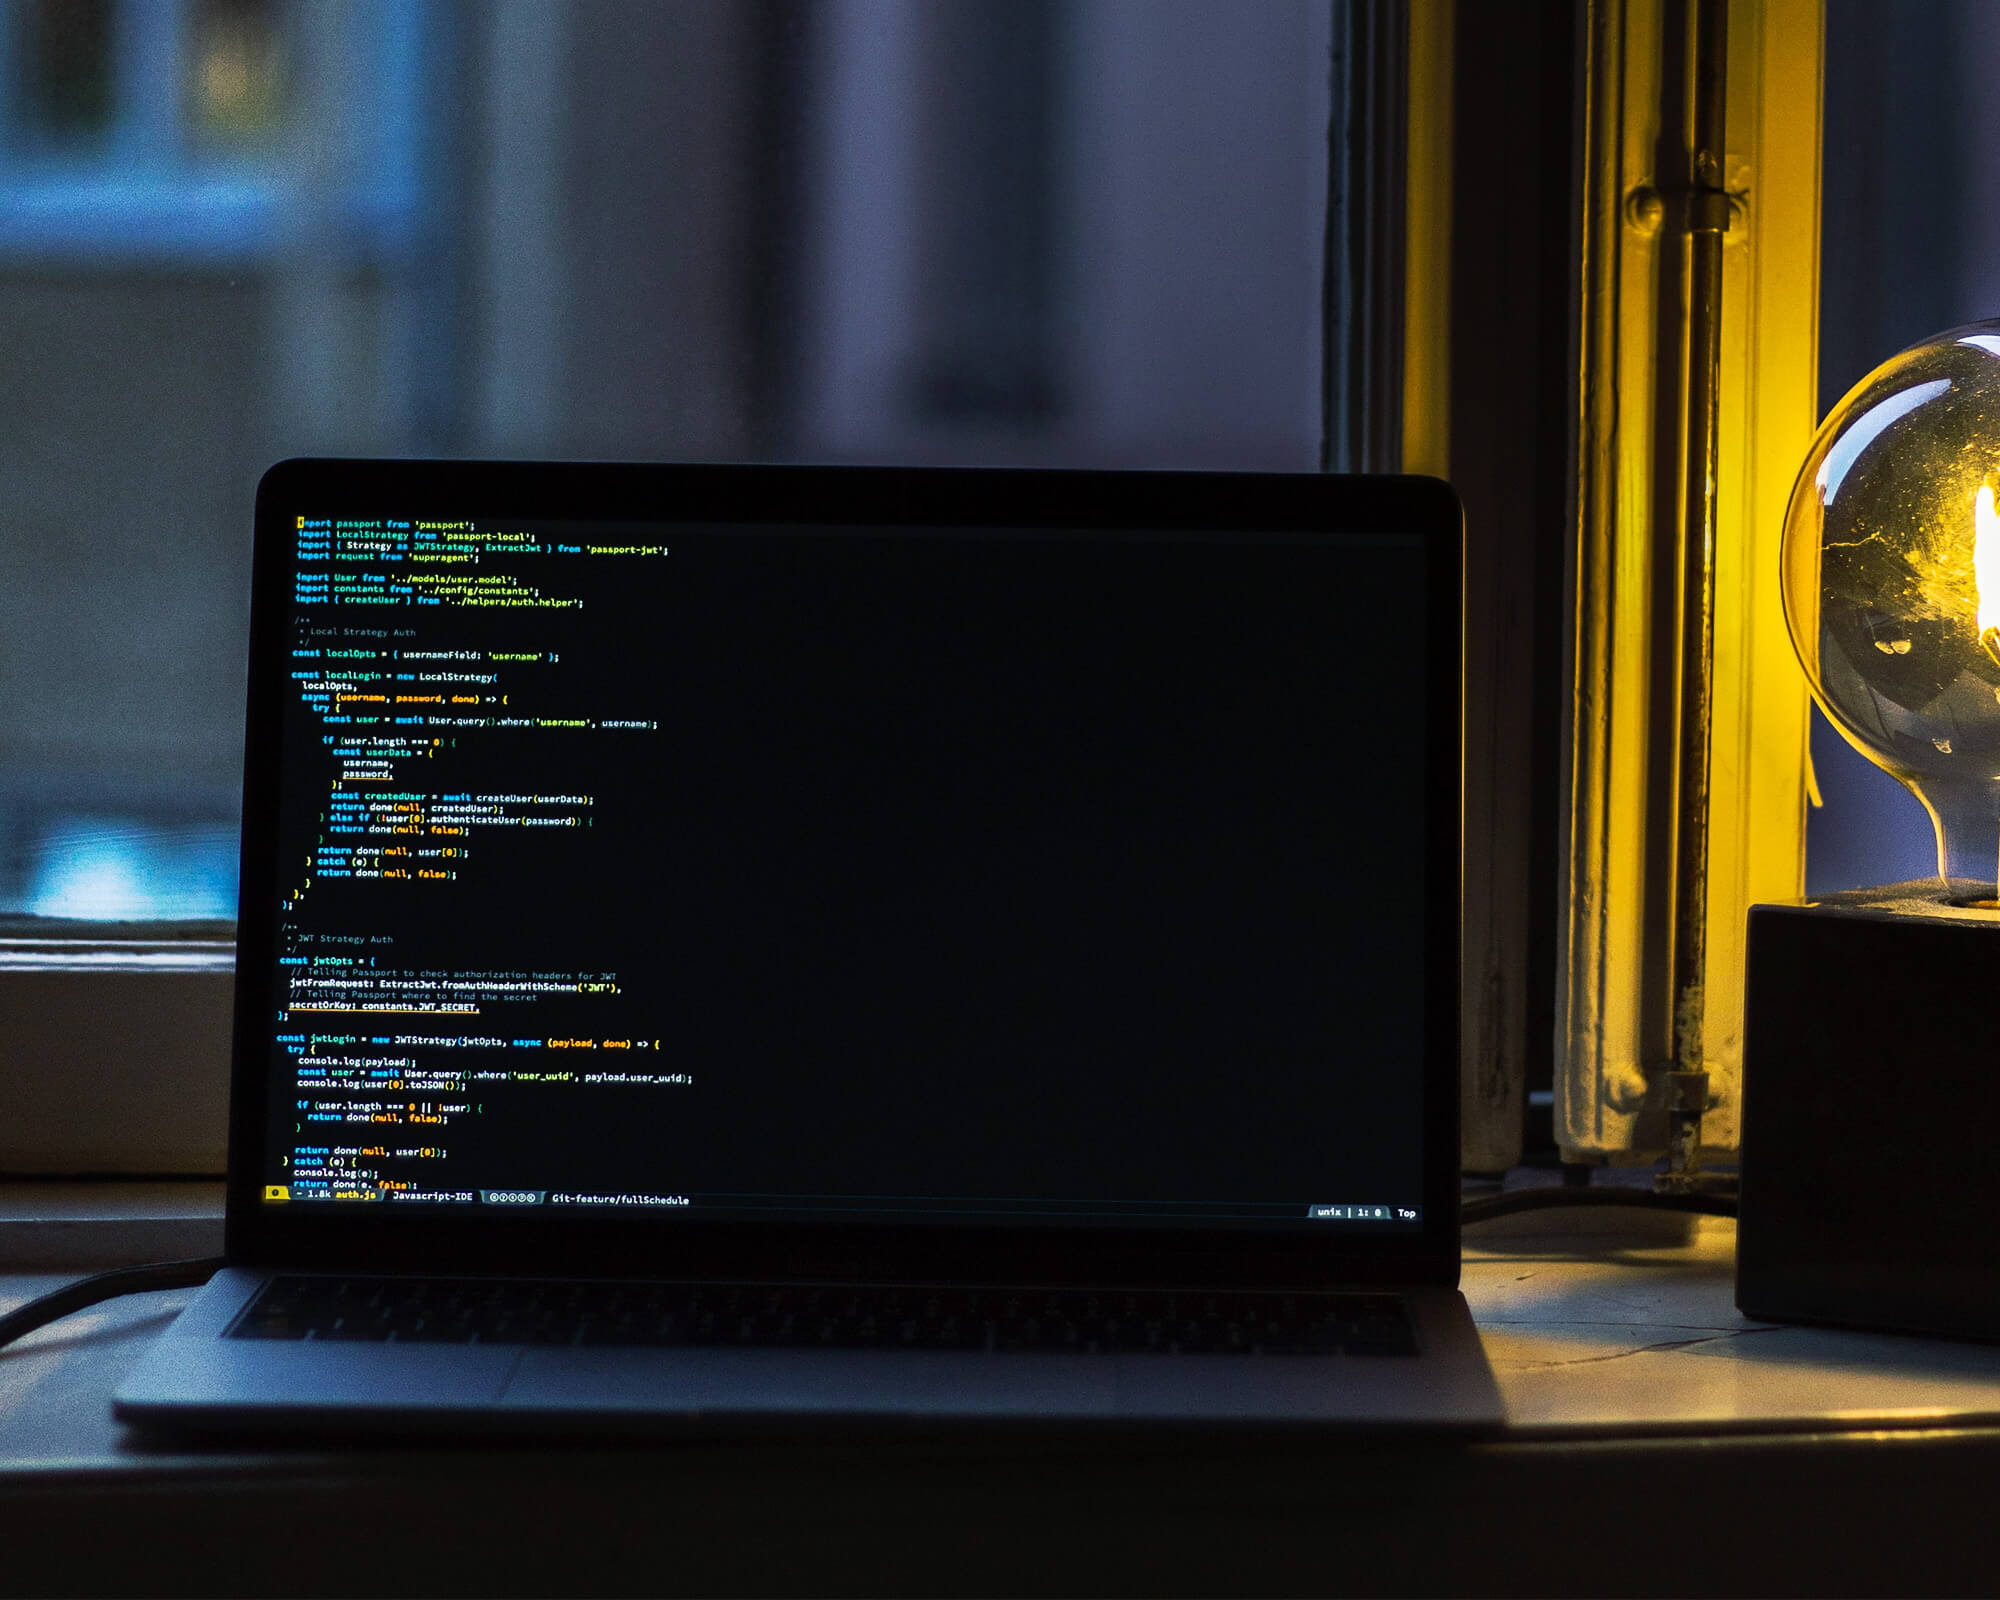 import passport from 'passport';
import LocalStrategy from 'passport-local';
import { Strategy as JWTStrategy, ExtractJwt } from 'passport-jwt';
import request from 'superagent';
import User from '../models/user.model';
import constants from '../config/constants';
import { createUser } from '../helpers/auth.helper';
/**
* Local Strategy Auth
*/
const localOpts = { usernameField: 'username' };
const localLogin = new LocalStrategy(
localOpts,
async (username, password, done) => {
try {
const user = await User.query().where('username', username);
if (user.length === 0) {
const userData = {
username,
password,
};
const createdUser = await createUser(userData);
return done(null, createdUser);
} else if (!user[0].authenticateUser(password)) {
return done(null, false);
}
return done(null, user[0]);
} catch (e) {
return done(null, false);
}
},
);
/**
* JWT Strategy Auth
*/
const jwtOpts = {
// Telling Passport to check authorization headers for JWT
jwtFromRequest: ExtractJwt.fromAuthHeaderWithScheme('JWT'),
// Telling Passport where to find the secret
secretOrKey: constants.JWT_SECRET,
};
const jwtLogin = new JWTStrategy(jwtOpts, async (payload, done) => {
try {
console.log(payload);
const user = await User.query().where('user_uuid', payload.user_uuid);
console.log(user[0].toJSON());
if (user.length === 0 || !user) {
return done(null, false);
}
return done(null, user[0]);
} catch (e) {
console.log(e);
return done(e, false);
- 1.8k auth.js Javascript-IDE Git-feature/fullSchedule unix | 1: 0 Top